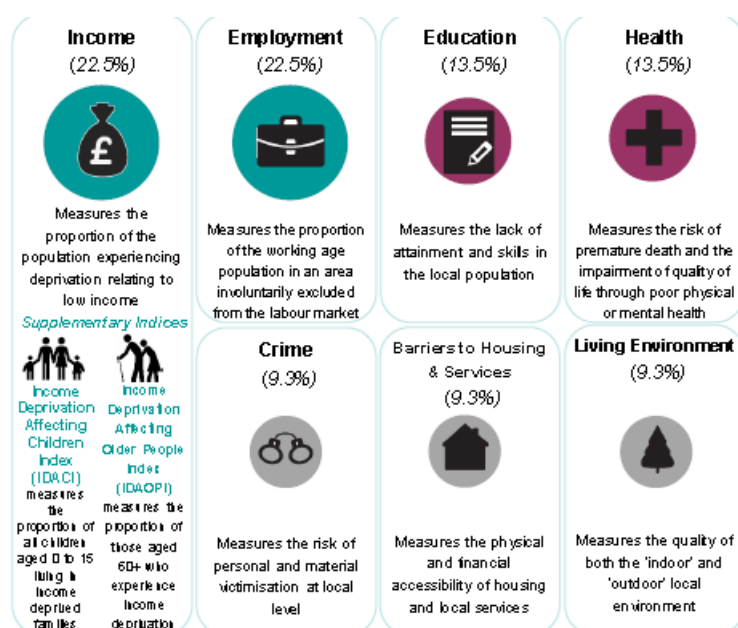 Income
(22.5%)
£
Measures the
proportion of the
population experiencing
deprivation relating to
low income
Supplementary Indices
Income
Deprivation
Affecting
Children
Index
(IDACI)
measures
the
proportion of
all children
aged 0 to 15
living in
income
deprived
families
Income
Deprivation
Affecting
Older People
Index
(IDAOPI)
measures the
proportion of
those aged
60+ who
experience
income
deprivation
Employment
(22.5%)
Measures the proportion
of the working age
population in an area
involuntarily excluded
from the labour market
Education
(13.5%)
Measures the lack of
attainment and skills in
the local population
Health
(13.5%)
Measures the risk of
premature death and the
impairment of quality of
life through poor physical
or mental health
Crime
(9.3%)
Measures the risk of
personal and material
victimisation at local
level
Barriers to Housing
& Services
(9.3%)
Measures the physical
and financial
accessibility of housing
and local services
Living Environment
(9.3%)
Measures the quality of
both the 'indoor' and
'outdoor' local
environment